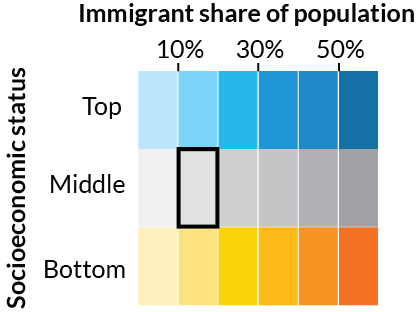 Immigrant share of population
10% 30% 50%
Socioeconomic status
Top
Middle
Bottom